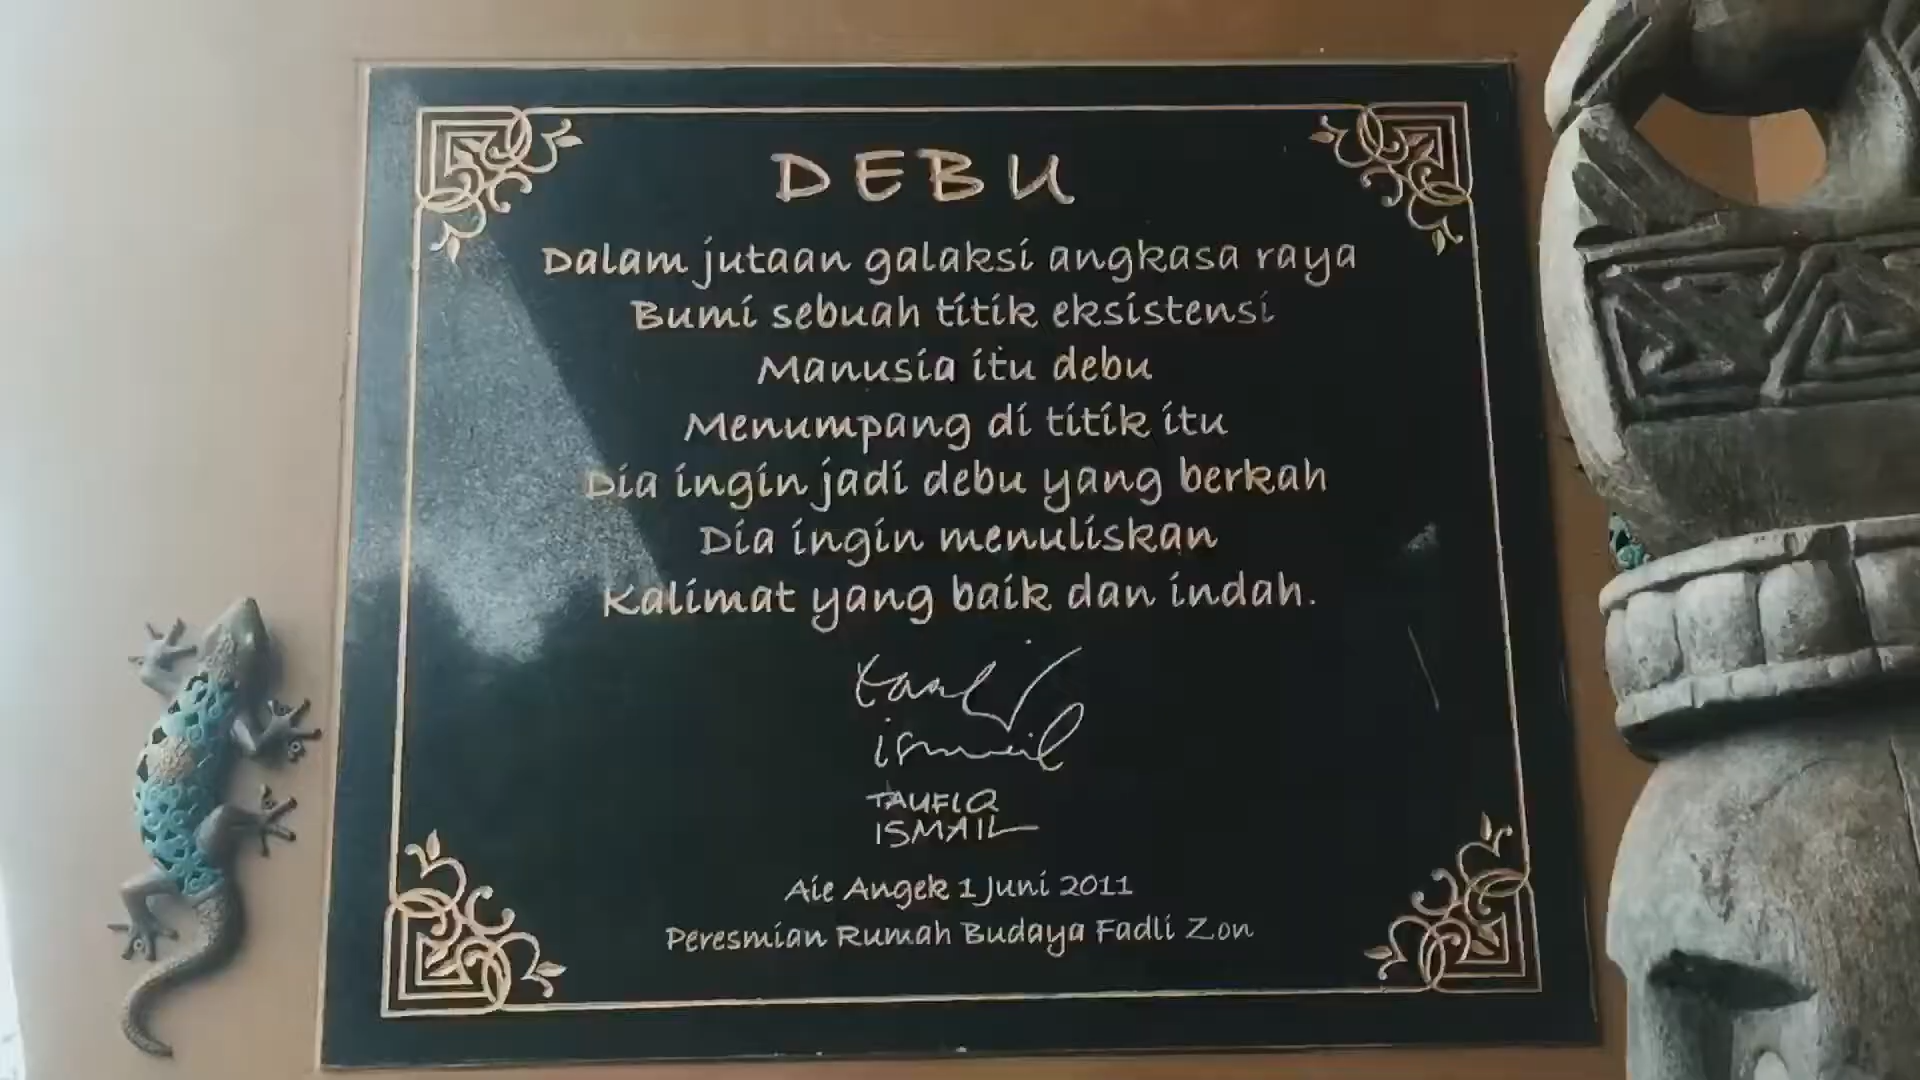 DEBU
Dalam jutaan galaksi angkasa raya
Bumi sebuah titik eksistensi
Manusia itu debu
Menumpang di titik itu
Dia ingin jadi debu yang berkah
Dia ingin menuliskan
Kalimat yang baik dan indah.
taufiq
ismail
TAUFIQ
ISMAIL
Aie Angek 1 Juni 2011
Peresmian Rumah Budaya Fadli Zon